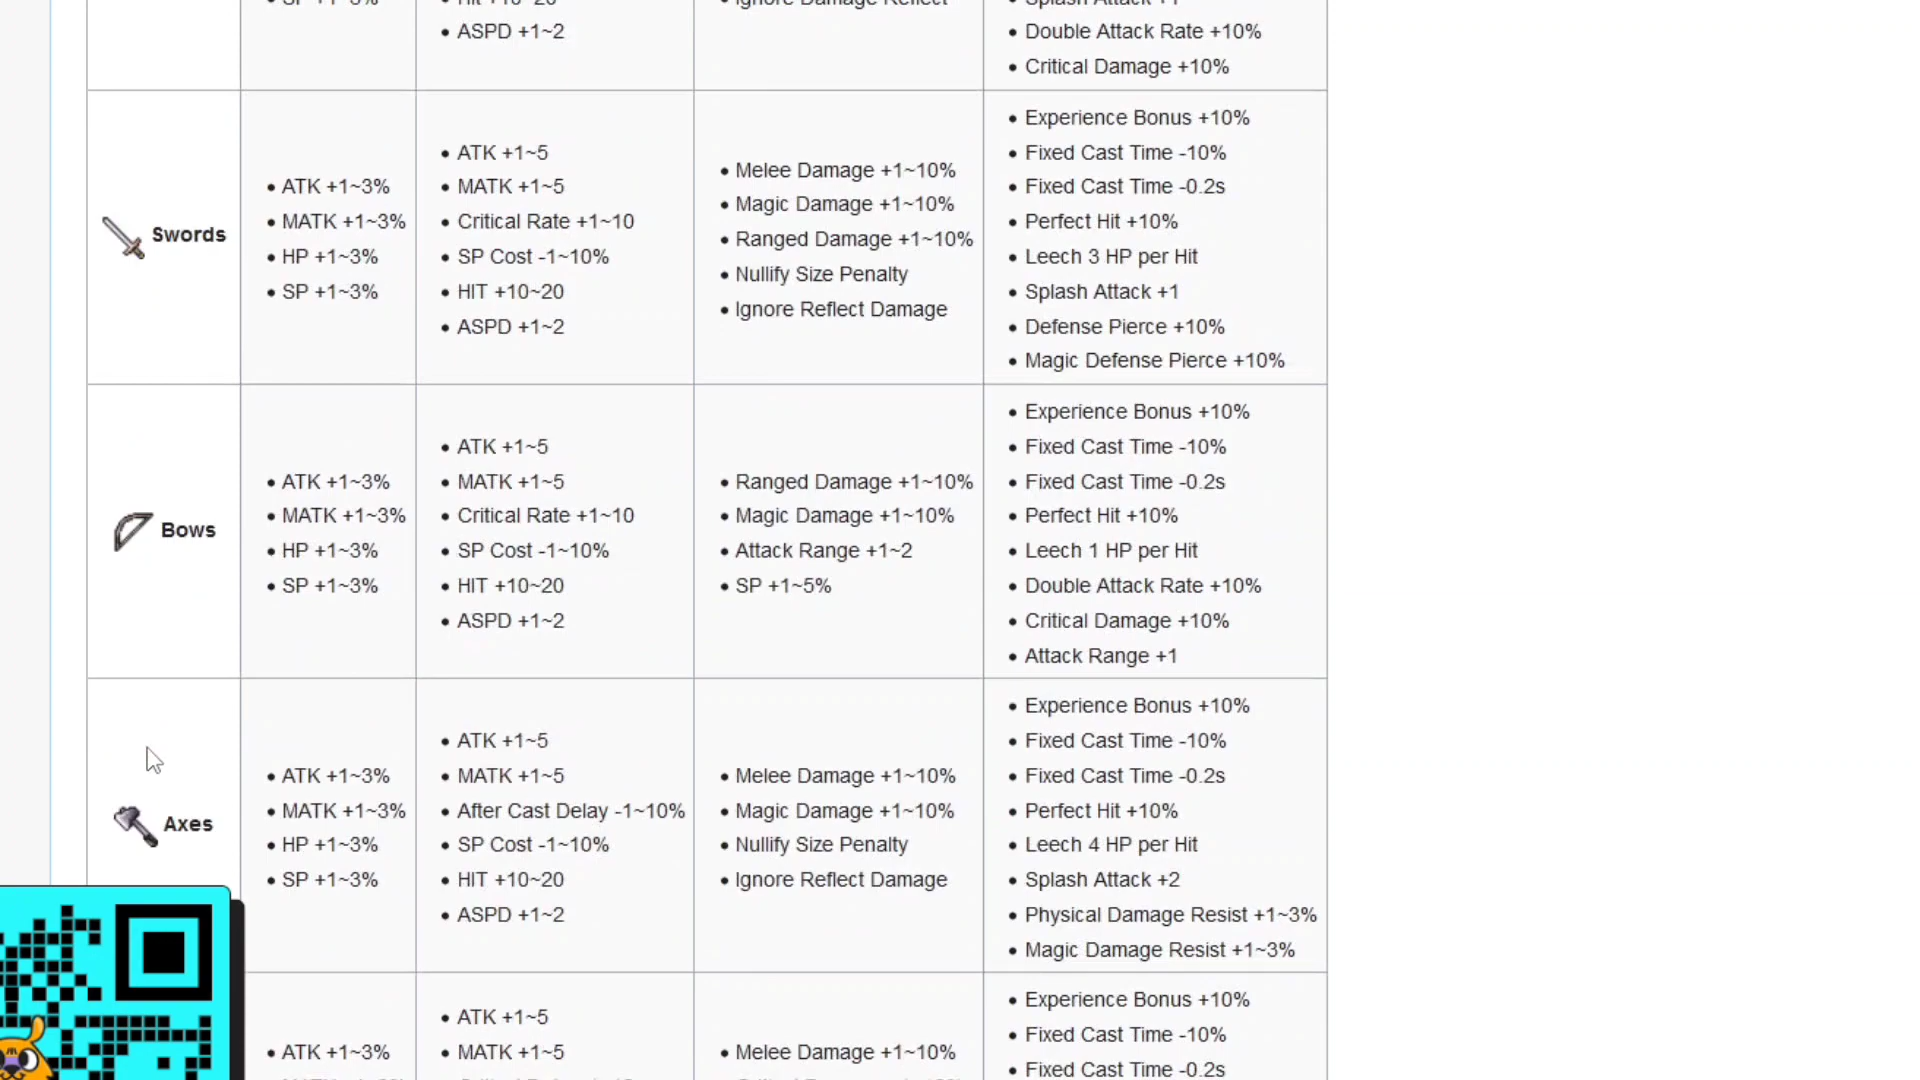 ASPD +1~2
Double Attack Rate +10%
Critical Damage +10%
Swords
ATK +1~3%
MATK +1~3%
HP +1~3%
SP +1~3%
ATK +1~5
MATK +1~5
Critical Rate +1~10
SP Cost -1~10%
HIT +10~20
ASPD +1~2
Melee Damage +1~10%
Magic Damage +1~10%
Ranged Damage +1~10%
Nullify Size Penalty
Ignore Reflect Damage
Experience Bonus +10%
Fixed Cast Time -10%
Fixed Cast Time -0.2s
Perfect Hit +10%
Leech 3 HP per Hit
Splash Attack +1
Defense Pierce +10%
Magic Defense Pierce +10%
Bows
ATK +1~3%
MATK +1~3%
HP +1~3%
SP +1~3%
ATK +1~5
MATK +1~5
Critical Rate +1~10
SP Cost -1~10%
HIT +10~20
ASPD +1~2
Ranged Damage +1~10%
Magic Damage +1~10%
Attack Range +1~2
SP +1~5%
Experience Bonus +10%
Fixed Cast Time -10%
Fixed Cast Time -0.2s
Perfect Hit +10%
Leech 1 HP per Hit
Double Attack Rate +10%
Critical Damage +10%
Attack Range +1
Axes
ATK +1~3%
MATK +1~3%
HP +1~3%
SP +1~3%
ATK +1~5
MATK +1~5
After Cast Delay -1~10%
SP Cost -1~10%
HIT +10~20
ASPD +1~2
Melee Damage +1~10%
Magic Damage +1~10%
Nullify Size Penalty
Ignore Reflect Damage
Experience Bonus +10%
Fixed Cast Time -10%
Fixed Cast Time -0.2s
Perfect Hit +10%
Leech 4 HP per Hit
Splash Attack +2
Physical Damage Resist +1~3%
Magic Damage Resist +1~3%
ATK +1~3%
ATK +1~5
MATK +1~5
Melee Damage +1~10%
Experience Bonus +10%
Fixed Cast Time -10%
Fixed Cast Time -0.2s